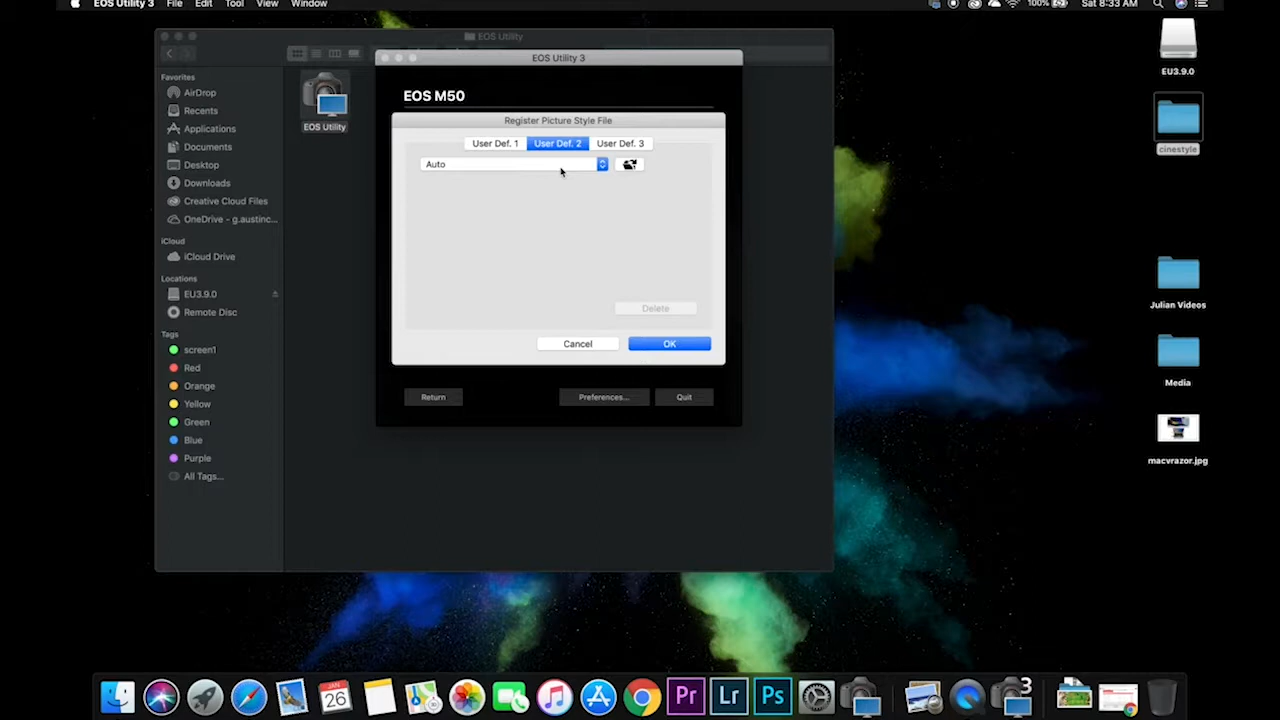 EOS Utility 3 File Edit Tool View Window 100% Sat 8:33 AM
EOS Utility
EOS Utility 3
EU3.9.0
Favorites
AirDrop
Recents
Applications
Documents
Desktop
Downloads
Creative Cloud Files
OneDrive - g.austinc...
iCloud
iCloud Drive
Locations
EU3.9.0
Remote Disc
Tags
screen1
Red
Orange
Yellow
Green
Blue
Purple
All Tags...
EOS Utility
EOS M50
Register Picture Style File
User Def. 1 User Def. 2 User Def. 3
Auto
Delete
Cancel OK
Return Preferences... Quit
cinestyle
Julian Videos
Media
macvrazor.jpg
JAN
26
Pr Lr Ps
3